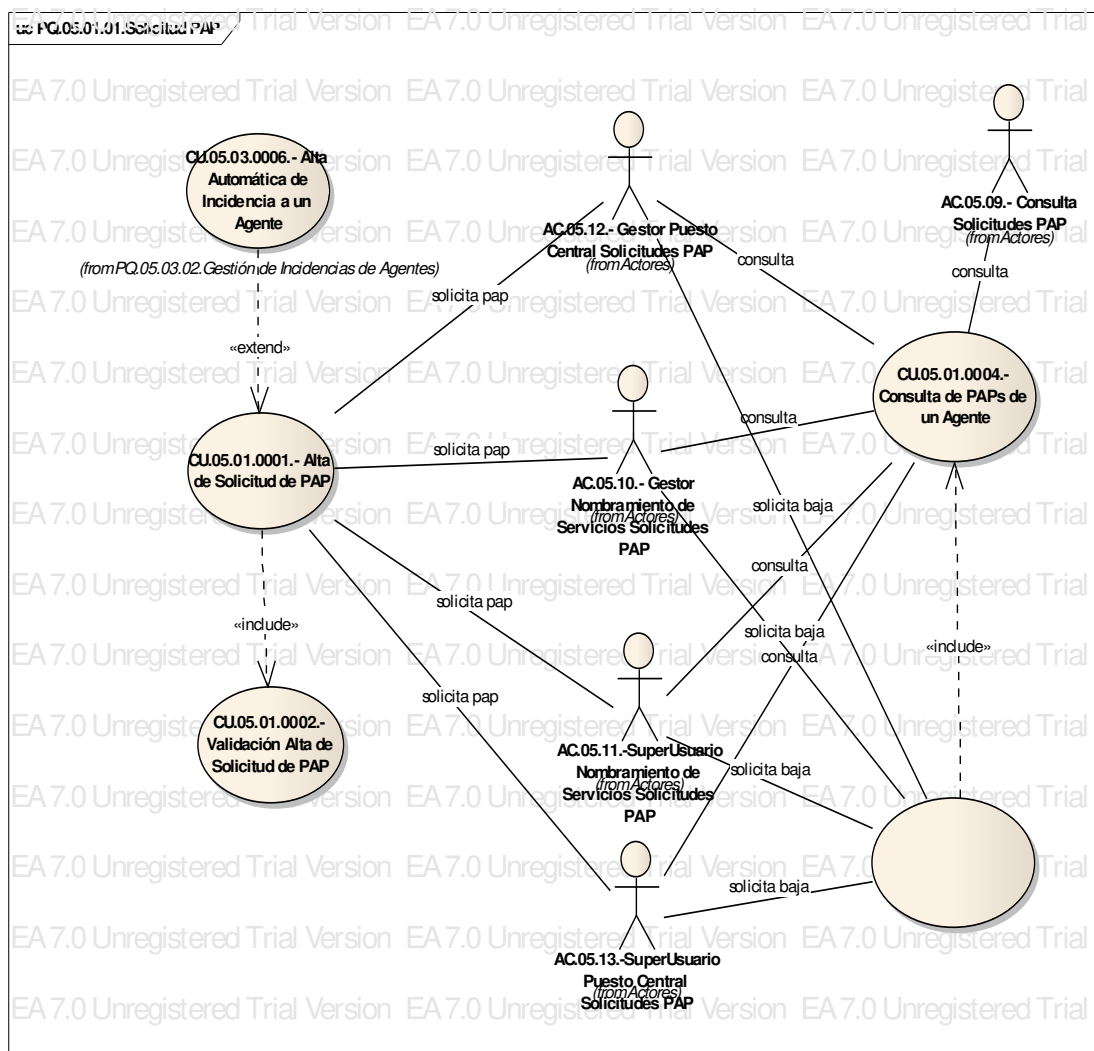 uc PQ.05.01.01.Solicitud PAP
EA 7.0 Unregistered Trial Version EA 7.0 Unregistered Trial Version EA 7.0 Unregistered Trial
CU.05.03.0006.- Alta
Automática de
Incidencia a un
Agente
(from PQ.05.03.02.Gestión de Incidencias de Agentes)
AC.05.12.- Gestor Puesto
Central Solicitudes PAP
(from Actores)
AC.05.09.- Consulta
Solicitudes PAP
(from Actores)
consulta
consulta
solicita pap
«extend»
CU.05.01.0004.-
Consulta de PAPs de
un Agente
consulta
solicita pap
CU.05.01.0001.- Alta
de Solicitud de PAP
AC.05.10.- Gestor
Nombramiento de
Servicios Solicitudes
PAP
(from Actores)
solicita baja
consulta
solicita pap
«include»
solicita baja
consulta
«include»
solicita pap
CU.05.01.0002.-
Validación Alta de
Solicitud de PAP
AC.05.11.-SuperUsuario
Nombramiento de
Servicios Solicitudes
PAP
(from Actores)
solicita baja
solicita baja
AC.05.13.-SuperUsuario
Puesto Central
Solicitudes PAP
(from Actores)